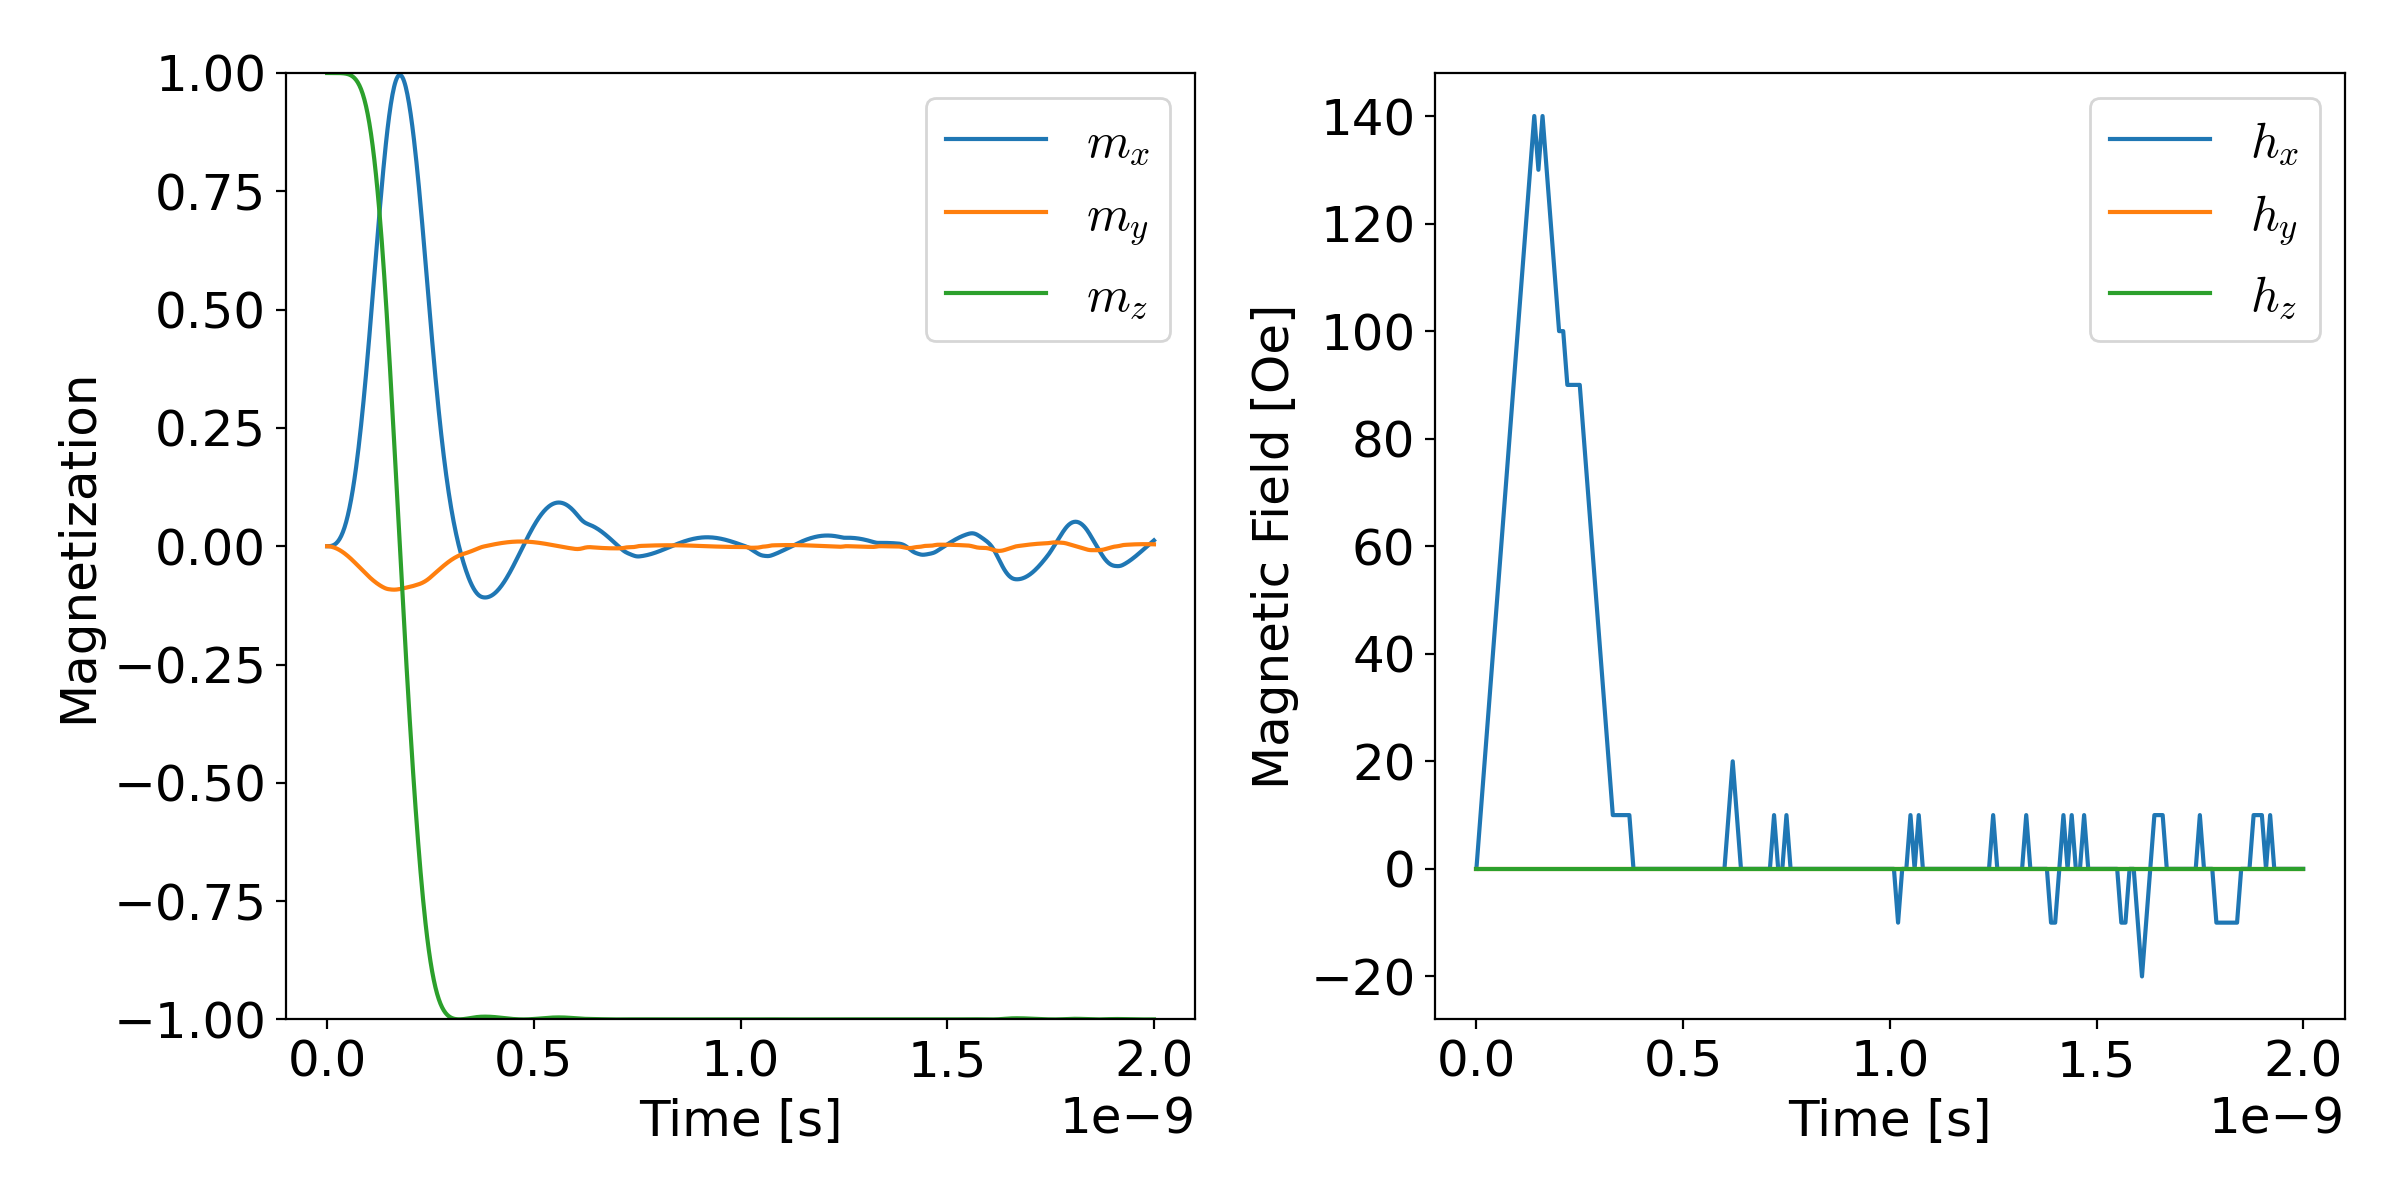 Magnetization
1.00
0.75
0.50
0.25
0.00
−0.25
−0.50
−0.75
−1.00
0.0 0.5 1.0 1.5 2.0
Time [s]
1e−9
m_x
m_y
m_z
Magnetic Field [Oe]
140
120
100
80
60
40
20
0
−20
0.0 0.5 1.0 1.5 2.0
Time [s]
1e−9
h_x
h_y
h_z